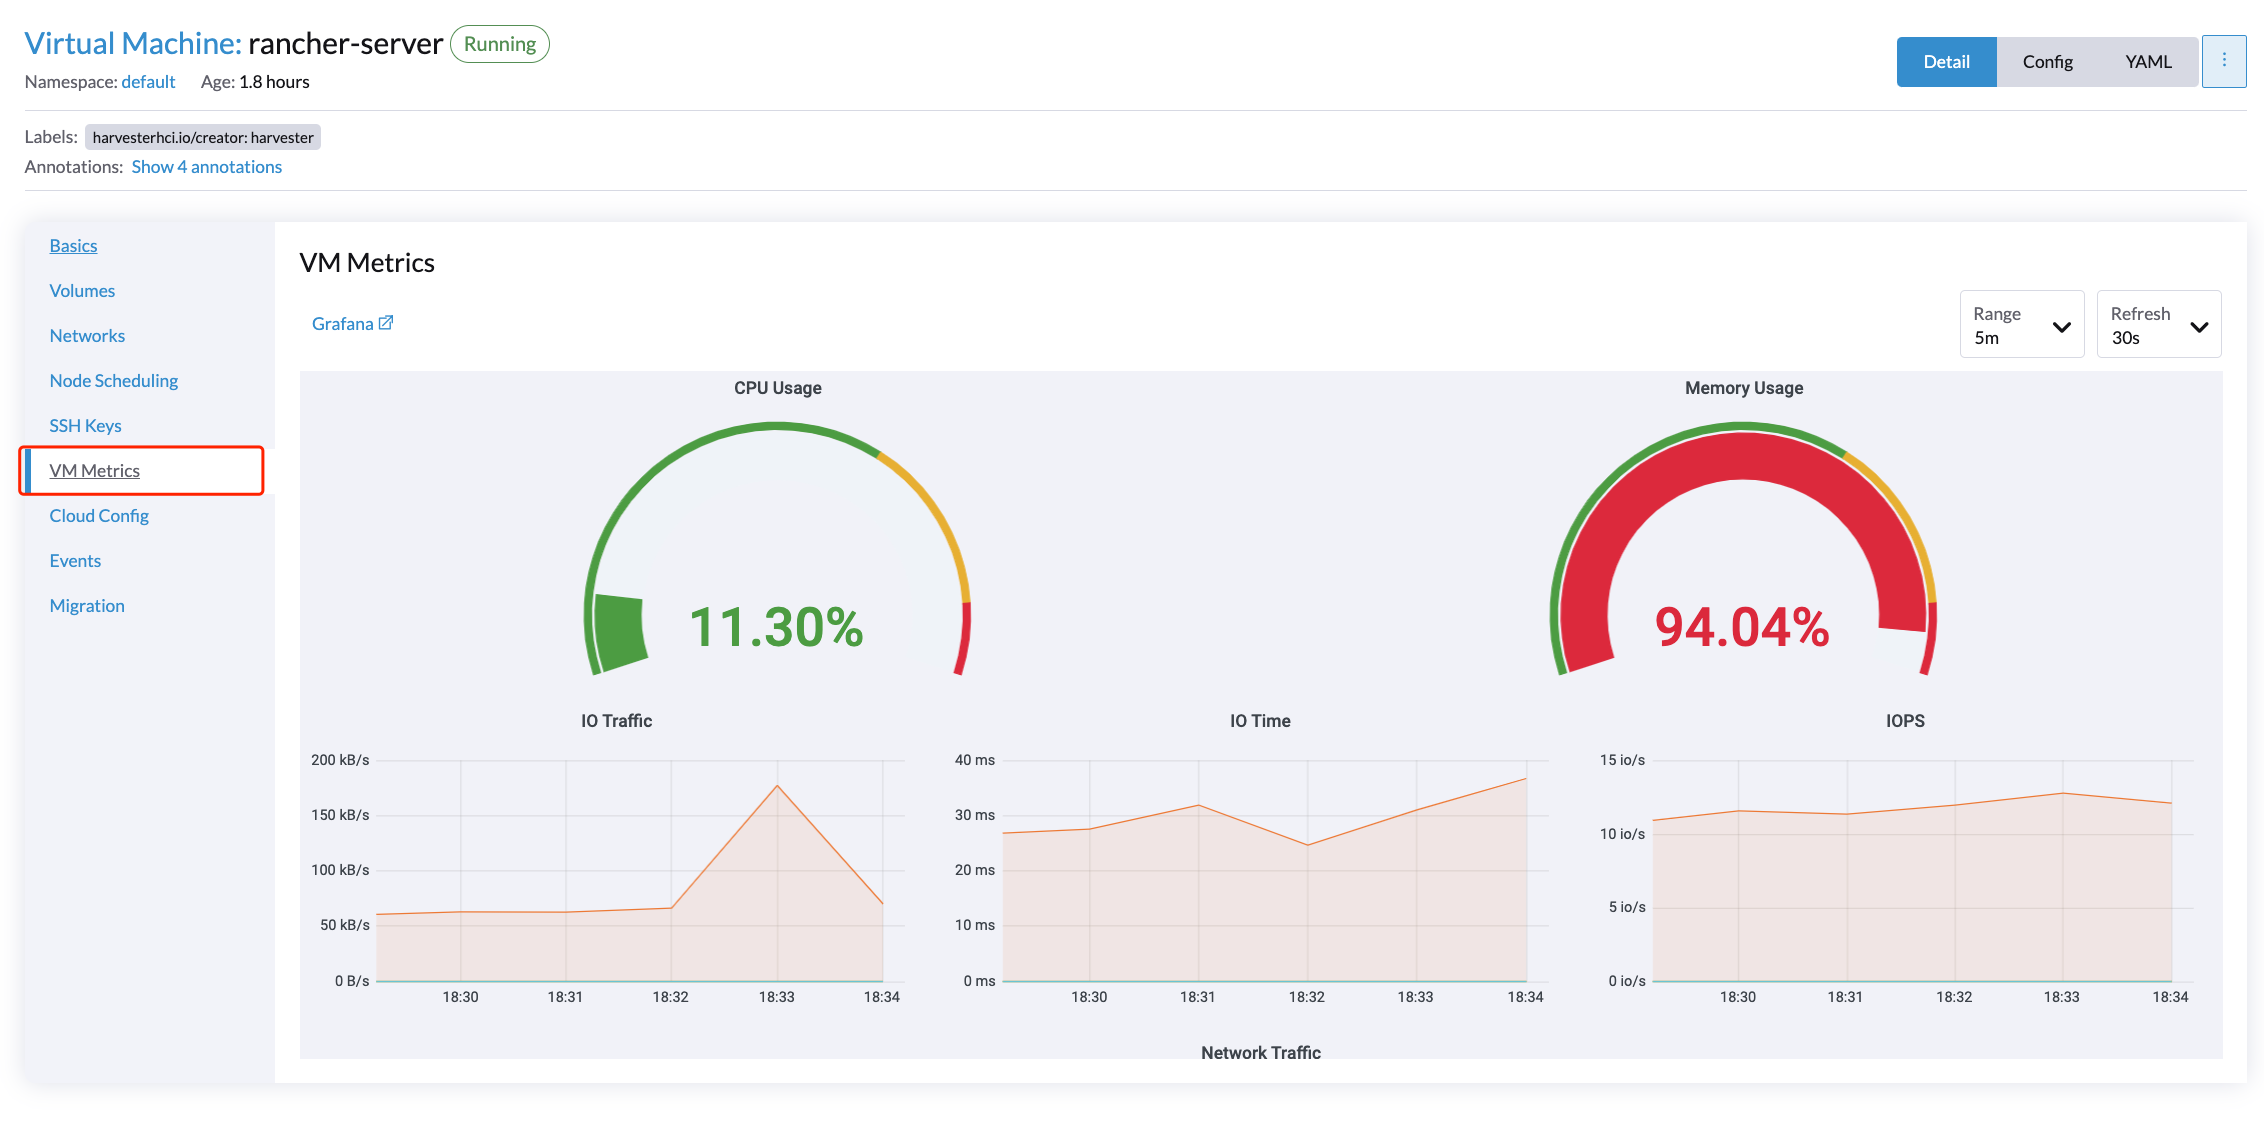 Virtual Machine: rancher-server Running
Namespace: default Age: 1.8 hours
Detail Config YAML
Labels: harvesterhci.io/creator: harvester
Annotations: Show 4 annotations
Basics
Volumes
Networks
Node Scheduling
SSH Keys
VM Metrics
Cloud Config
Events
Migration
VM Metrics
Grafana
Range
5m
Refresh
30s
CPU Usage
11.30%
Memory Usage
94.04%
IO Traffic
200 kB/s
150 kB/s
100 kB/s
50 kB/s
0 B/s
18:30 18:31 18:32 18:33 18:34
IO Time
40 ms
30 ms
20 ms
10 ms
0 ms
18:30 18:31 18:32 18:33 18:34
IOPS
15 io/s
10 io/s
5 io/s
0 io/s
18:30 18:31 18:32 18:33 18:34
Network Traffic